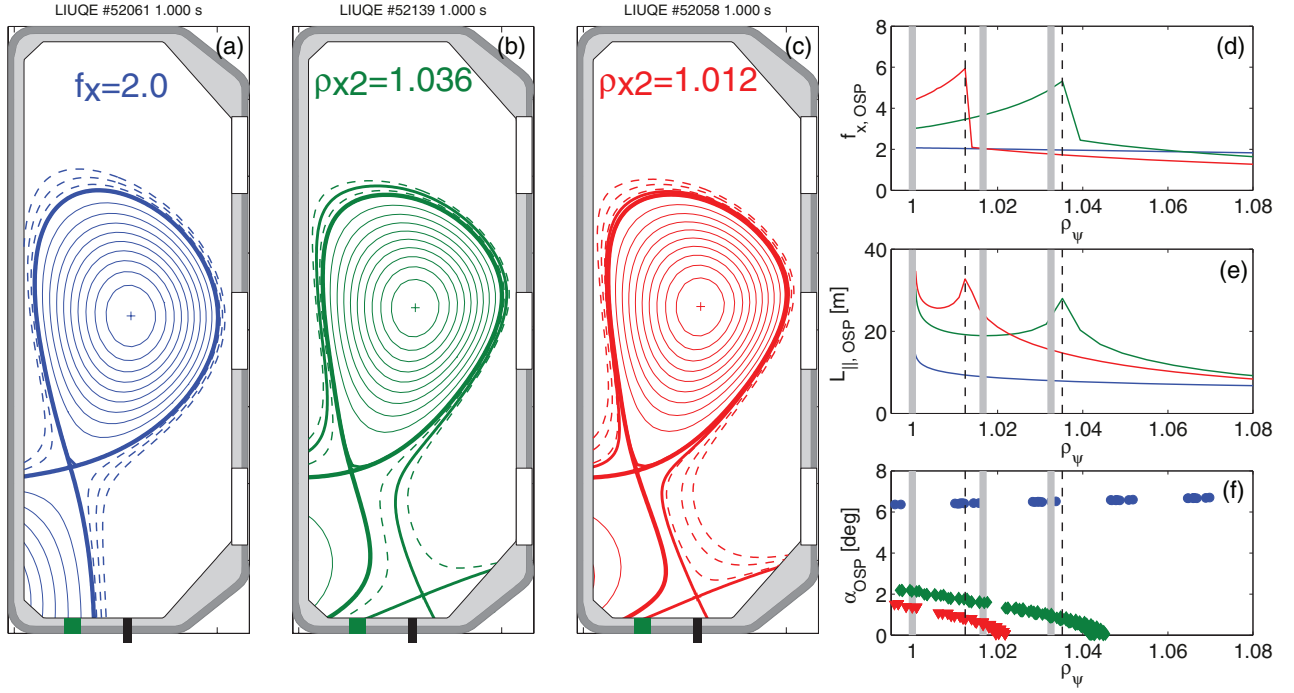 LIUQE #52061 1.000 s
(a)
fx=2.0
LIUQE #52139 1.000 s
(b)
ρx2=1.036
LIUQE #52058 1.000 s
(c)
ρx2=1.012
(d)
f x, OSP
8
6
4
2
0
1 1.02 1.04 1.06 1.08
ρψ
(e)
L||, OSP [m]
40
20
0
1 1.02 1.04 1.06 1.08
ρψ
(f)
αOSP [deg]
8
6
4
2
0
1 1.02 1.04 1.06 1.08
ρψ